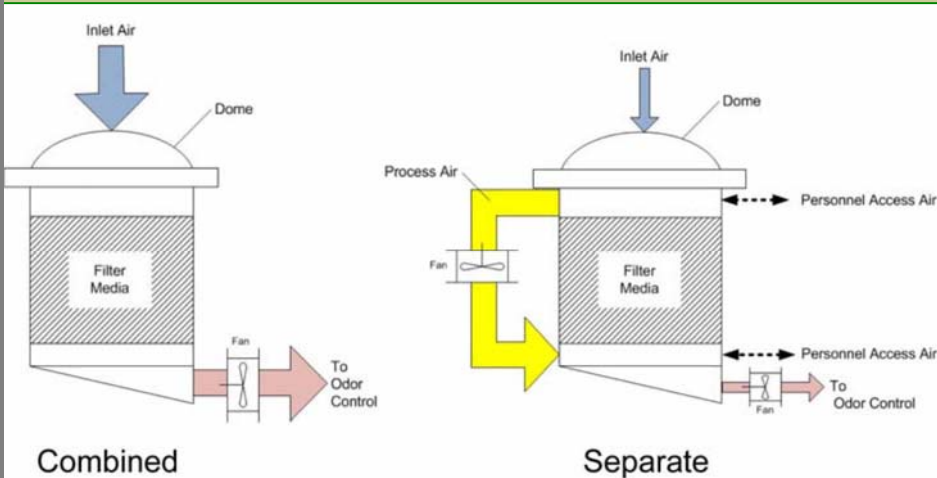 Inlet Air
Dome
Filter
Media
Fan
To
Odor
Control
Combined
Inlet Air
Dome
Process Air
Personnel Access Air
Fan
Filter
Media
Personnel Access Air
Fan
To
Odor Control
Separate